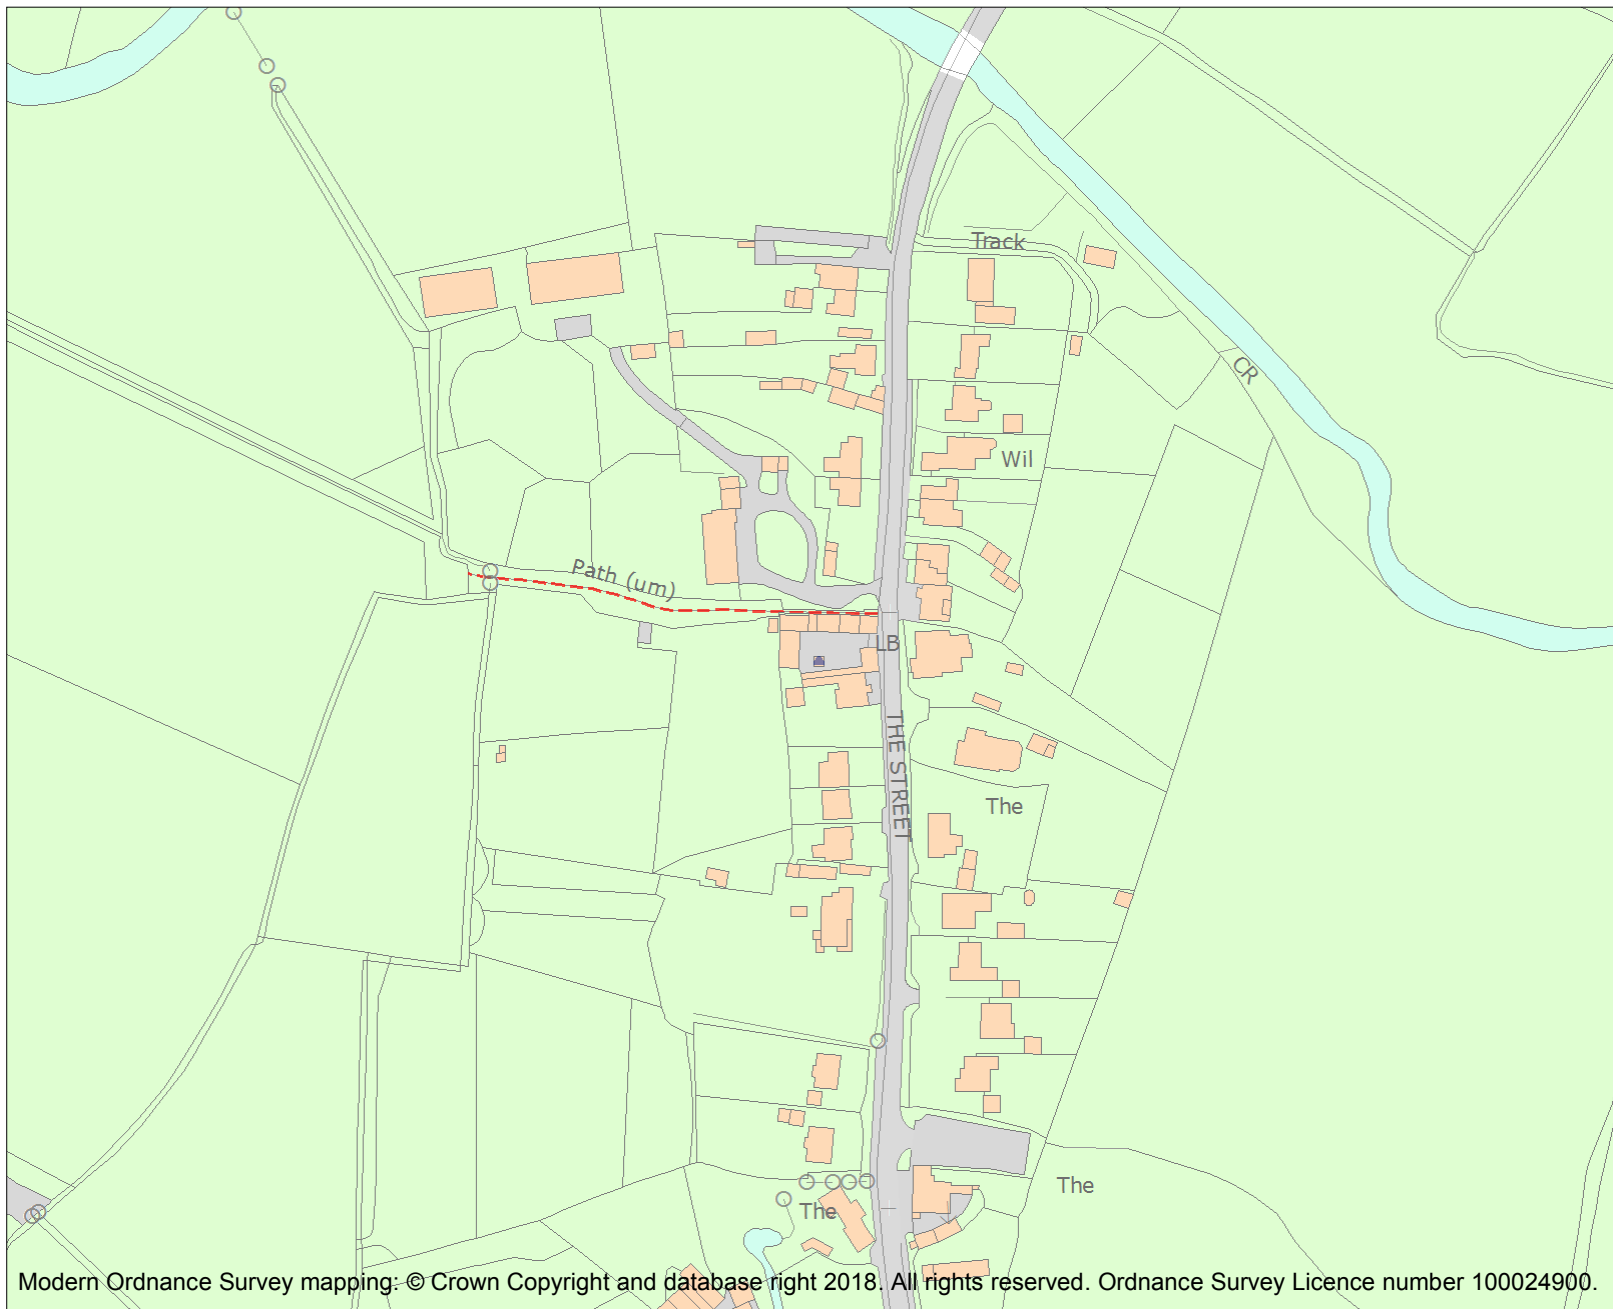 Track
CR
Wil
Path (um)
LB
THE STREET
The
The
The
Modern Ordnance Survey mapping: © Crown Copyright and database right 2018. All rights reserved. Ordnance Survey Licence number 100024900.